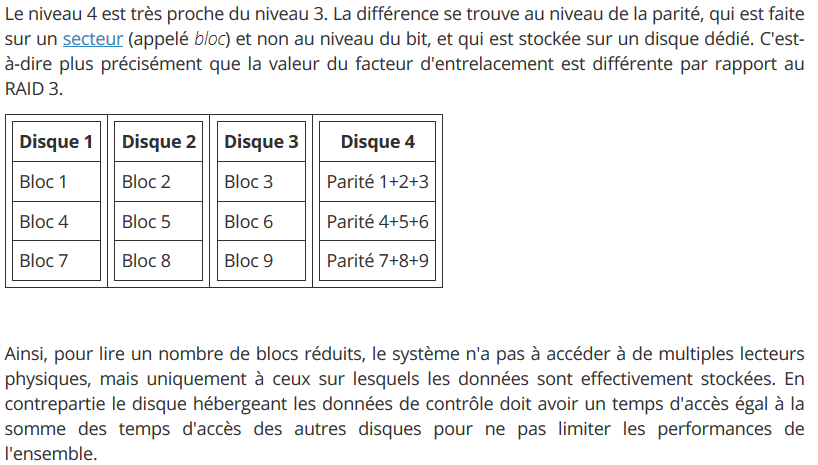 Le niveau 4 est très proche du niveau 3. La différence se trouve au niveau de la parité, qui est faite
sur un secteur (appelé bloc) et non au niveau du bit, et qui est stockée sur un disque dédié. C'est-
à-dire plus précisément que la valeur du facteur d'entrelacement est différente par rapport au
RAID 3.
Disque 1 Disque 2 Disque 3 Disque 4
Bloc 1 Bloc 2 Bloc 3 Parité 1+2+3
Bloc 4 Bloc 5 Bloc 6 Parité 4+5+6
Bloc 7 Bloc 8 Bloc 9 Parité 7+8+9
Ainsi, pour lire un nombre de blocs réduits, le système n'a pas à accéder à de multiples lecteurs
physiques, mais uniquement à ceux sur lesquels les données sont effectivement stockées. En
contrepartie le disque hébergeant les données de contrôle doit avoir un temps d'accès égal à la
somme des temps d'accès des autres disques pour ne pas limiter les performances de
l'ensemble.